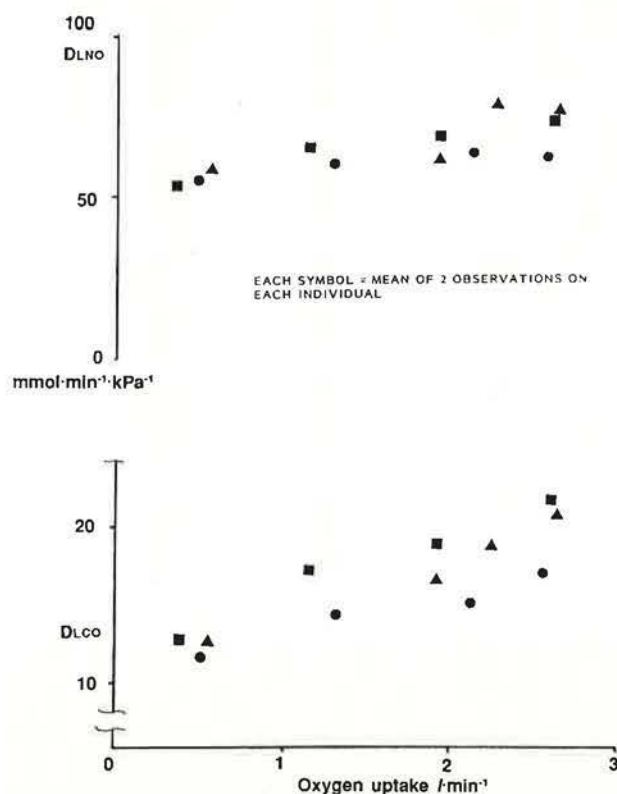 100
DLNO
50
EACH SYMBOL = MEAN OF 2 OBSERVATIONS ON
EACH INDIVIDUAL
0
mmol·min⁻¹·kPa⁻¹
20
DLCO
10
0 1 2 3
Oxygen uptake l·min⁻¹